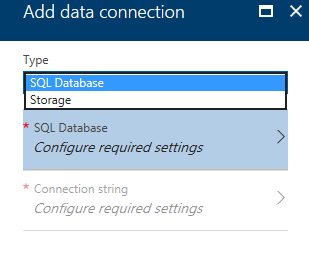 Add data connection
Type
SQL Database
Storage
* SQL Database
Configure required settings
* Connection string
Configure required settings